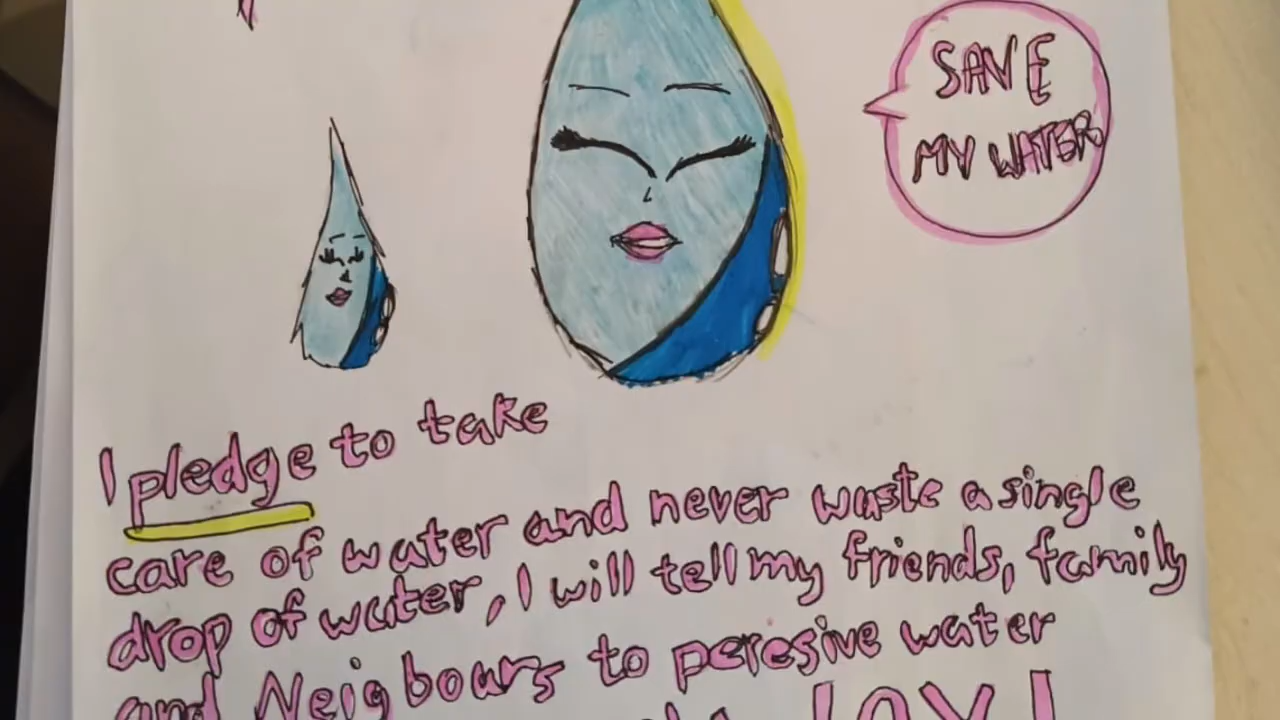 SAVE
MY WATER
I pledge to take
care of water and never waste a single
drop of water, I will tell my friends, family
and Neigbours to peresive water